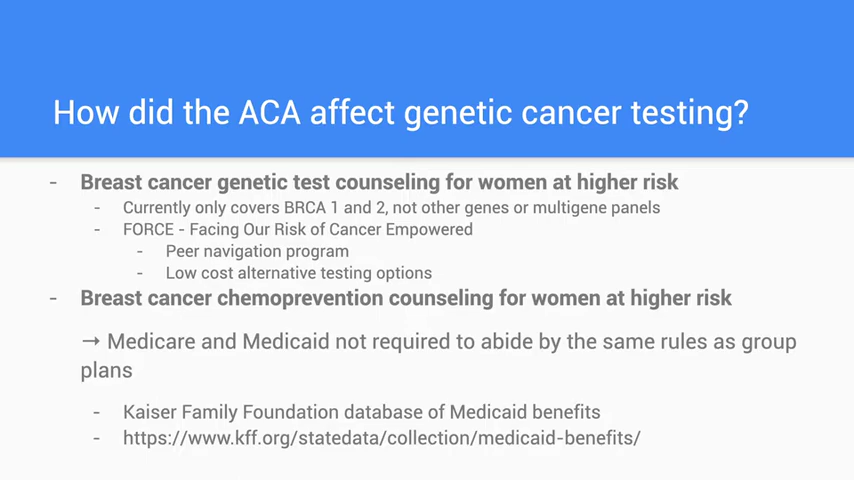 How did the ACA affect genetic cancer testing?
- Breast cancer genetic test counseling for women at higher risk
- Currently only covers BRCA 1 and 2, not other genes or multigene panels
- FORCE - Facing Our Risk of Cancer Empowered
- Peer navigation program
- Low cost alternative testing options
- Breast cancer chemoprevention counseling for women at higher risk
→ Medicare and Medicaid not required to abide by the same rules as group
plans
- Kaiser Family Foundation database of Medicaid benefits
- https://www.kff.org/statedata/collection/medicaid-benefits/